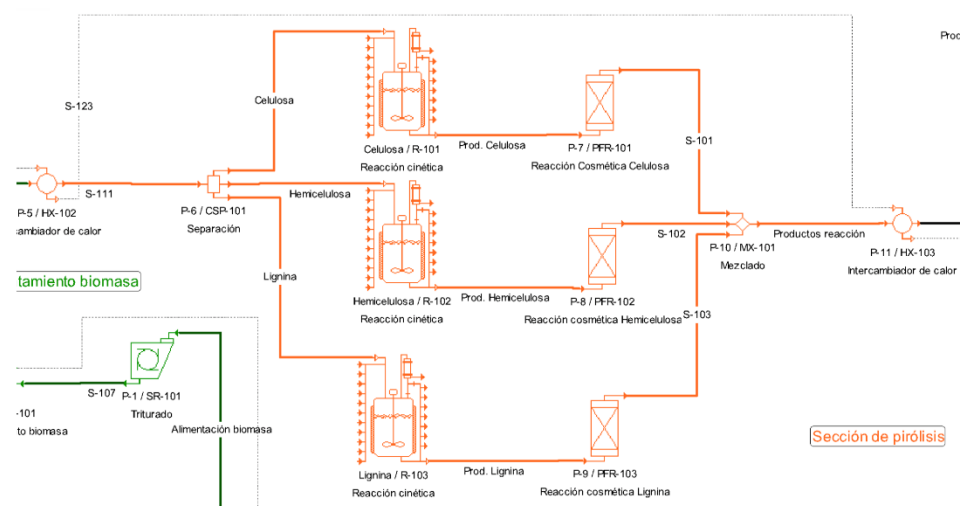 Proc
S-123
Celulosa
Celulosa / R-101
Reacción cinética
Prod. Celulosa
P-7 / PFR-101
Reacción Cosmética Celulosa
S-101
S-111
P-5 / HX-102
cambiador de calor
P-6 / CSP-101
Separación
Hemicelulosa
Lignina
Hemicelulosa / R-102
Reacción cinética
Prod. Hemicelulosa
P-8 / PFR-102
Reacción cosmética Hemicelulosa
S-102
S-103
P-10 / MX-101
Mezclado
Productos reacción
P-11 / HX-103
Intercambiador de calor
tamiento biomasa
S-107
P-1 / SR-101
Triturado
-101
to biomasa
Alimentación biomasa
Lignina / R-103
Reacción cinética
Prod. Lignina
P-9 / PFR-103
Reacción cosmética Lignina
Sección de pirólisis